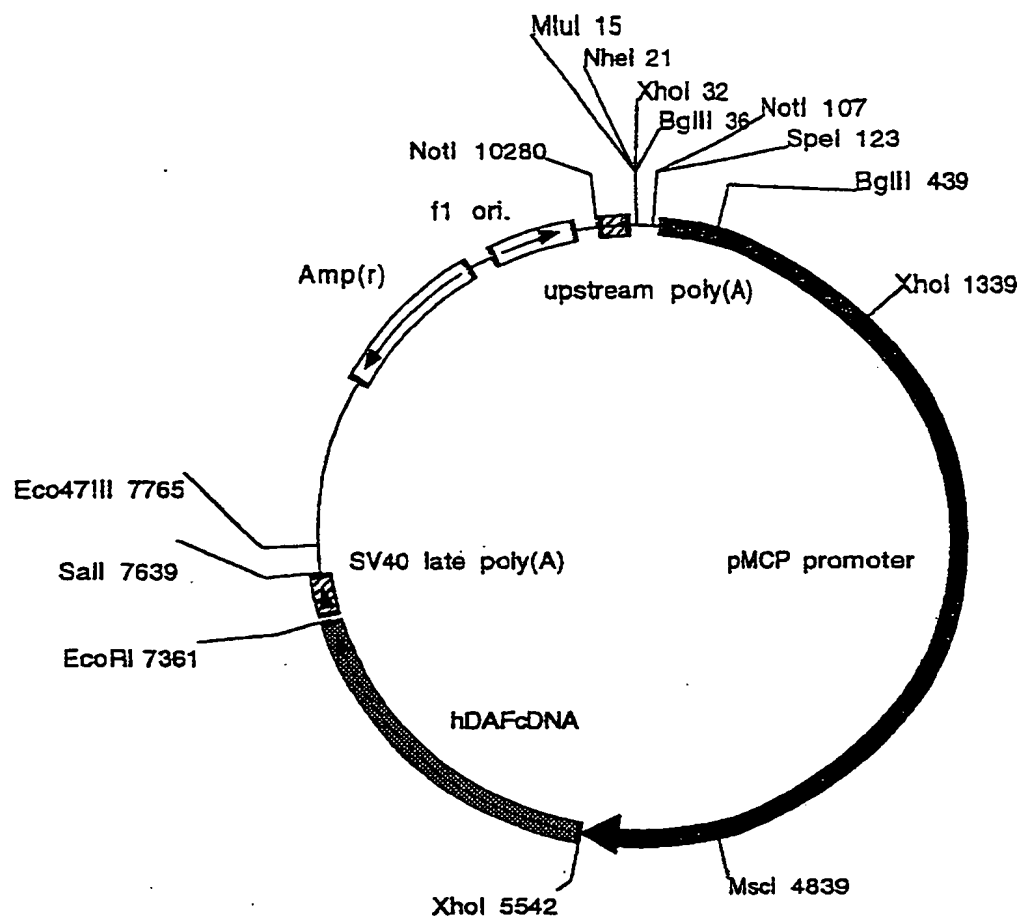 MluI 15
NheI 21
XhoI 32
BglII 36
NotI 107
SpeI 123
NotI 10280
BglII 439
f1 ori.
Amp(r)
upstream poly(A)
XhoI 1339
Eco47III 7765
SV40 late poly(A)
pMCP promoter
SalI 7639
EcoRI 7361
hDAFcDNA
MscI 4839
XhoI 5542